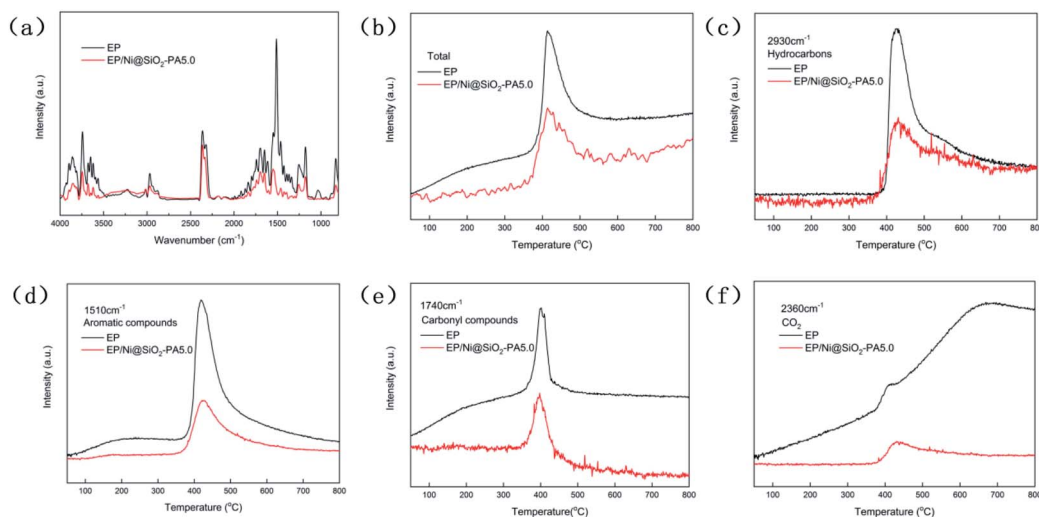 (a)
EP
EP/Ni@SiO₂-PA5.0
Intensity (a.u.)
4000 3500 3000 2500 2000 1500 1000
Wavenumber (cm⁻¹)
(b)
Total
EP
EP/Ni@SiO₂-PA5.0
Intensity (a.u.)
100 200 300 400 500 600 700 800
Temperature (°C)
(c)
2930cm⁻¹
Hydrocarbons
EP
EP/Ni@SiO₂-PA5.0
Intensity (a.u.)
100 200 300 400 500 600 700 800
Temperature (°C)
(d)
1510cm⁻¹
Aromatic compounds
EP
EP/Ni@SiO₂-PA5.0
Intensity (a.u.)
100 200 300 400 500 600 700 800
Temperature (°C)
(e)
1740cm⁻¹
Carbonyl compounds
EP
EP/Ni@SiO₂-PA5.0
Intensity (a.u.)
100 200 300 400 500 600 700 800
Temperature(°C)
(f)
2360cm⁻¹
CO₂
EP
EP/Ni@SiO₂-PA5.0
Intensity (a.u.)
100 200 300 400 500 600 700 800
Temperature (°C)